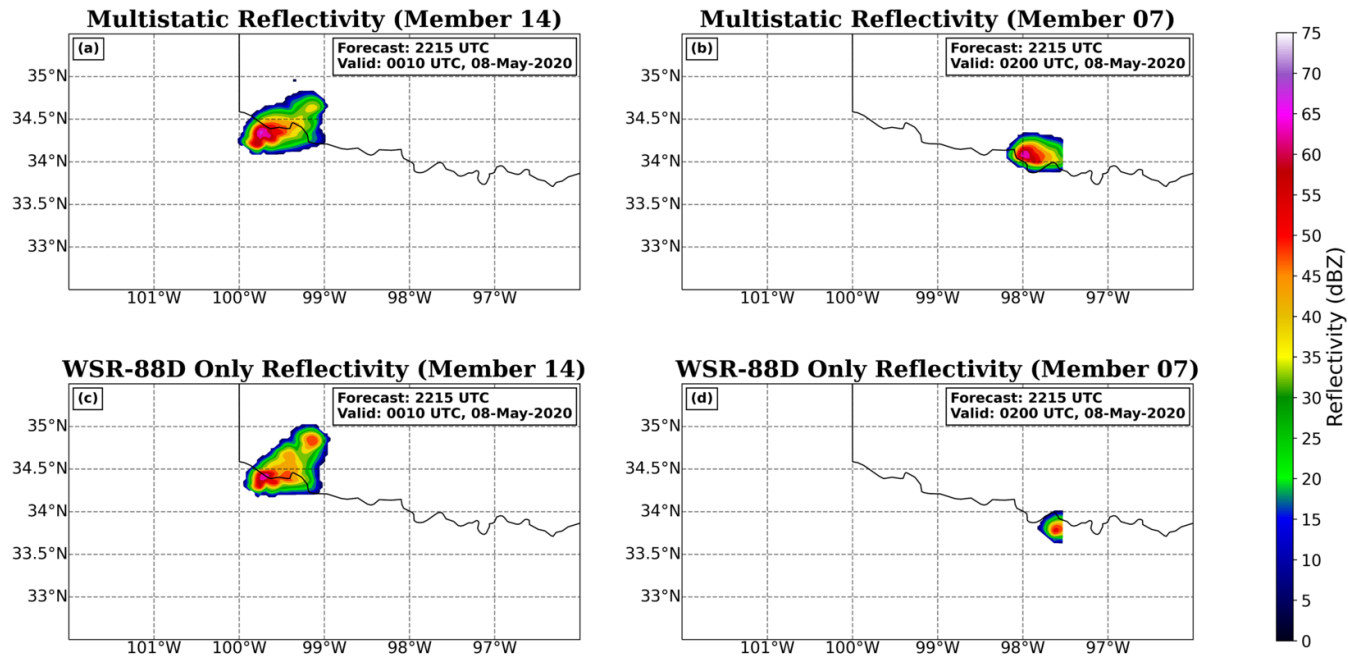 Multistatic Reflectivity (Member 14)
(a)
Forecast: 2215 UTC
Valid: 0010 UTC, 08-May-2020
35°N
34.5°N
34°N
33.5°N
33°N
101°W 100°W 99°W 98°W 97°W
Multistatic Reflectivity (Member 07)
(b)
Forecast: 2215 UTC
Valid: 0200 UTC, 08-May-2020
35°N
34.5°N
34°N
33.5°N
33°N
101°W 100°W 99°W 98°W 97°W
WSR-88D Only Reflectivity (Member 14)
(c)
Forecast: 2215 UTC
Valid: 0010 UTC, 08-May-2020
35°N
34.5°N
34°N
33.5°N
33°N
101°W 100°W 99°W 98°W 97°W
WSR-88D Only Reflectivity (Member 07)
(d)
Forecast: 2215 UTC
Valid: 0200 UTC, 08-May-2020
35°N
34.5°N
34°N
33.5°N
33°N
101°W 100°W 99°W 98°W 97°W
75
70
65
60
55
50
45
40
35
30
25
20
15
10
5
0
Reflectivity (dBZ)